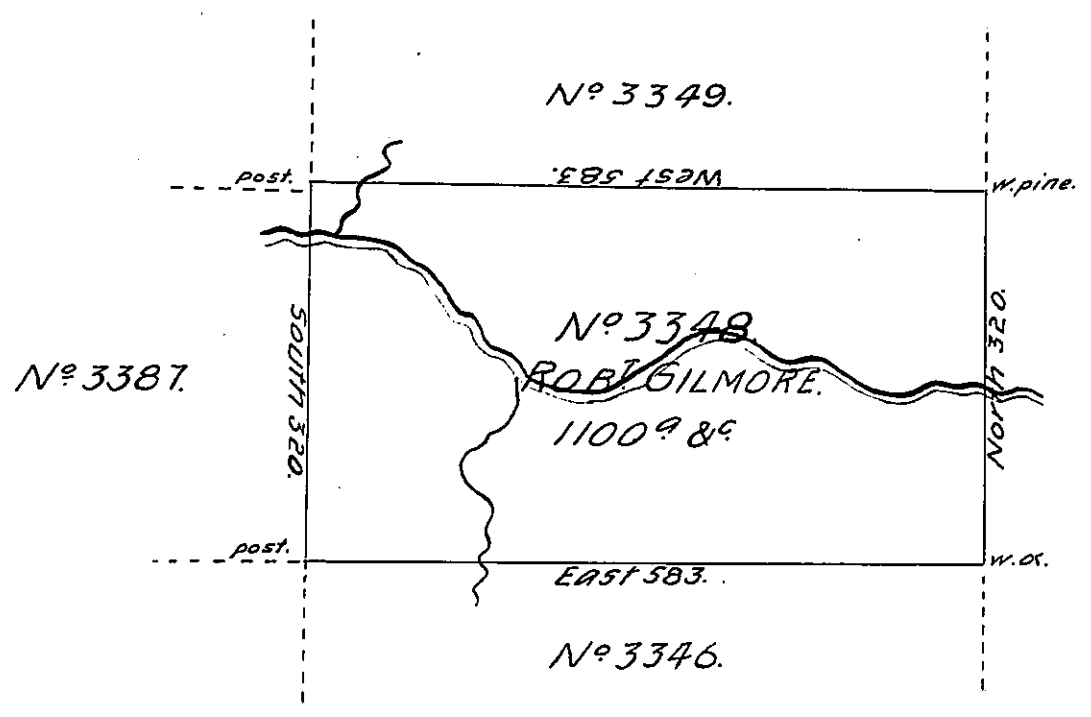 Nº 3349.
post.
West 583.
w.pine.
South 320.
Nº 3348.
North 320.
Nº 3387.
ROBᵀ GILMORE.
1100ᵃ &ᶜ
post.
East 583.
w.o.
Nº 3346.